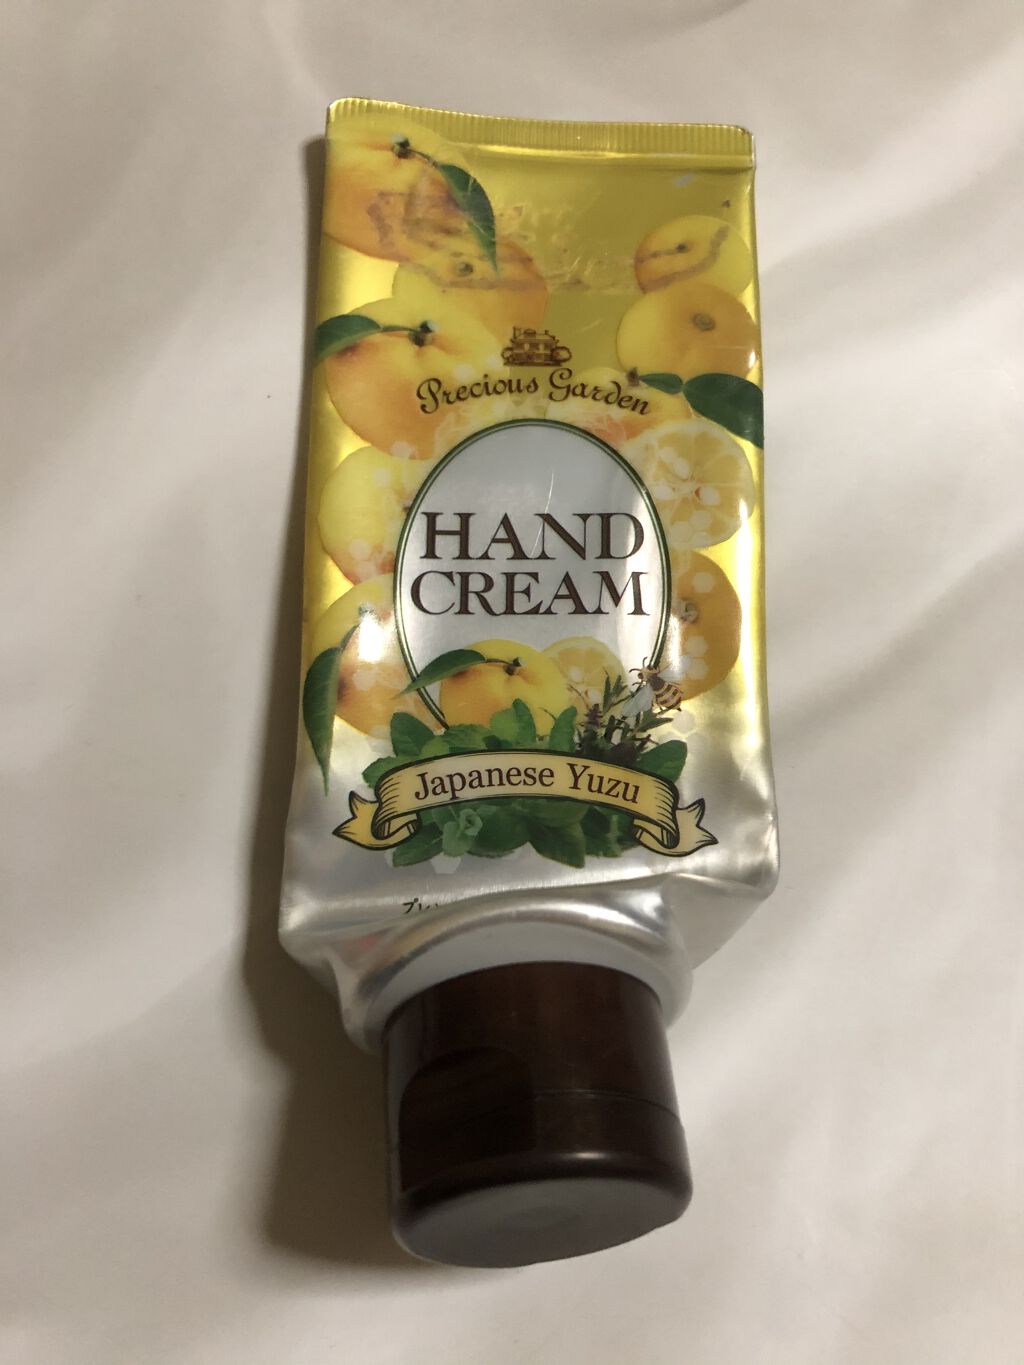 Precious Garden
HAND
CREAM
Japanese Yuzu